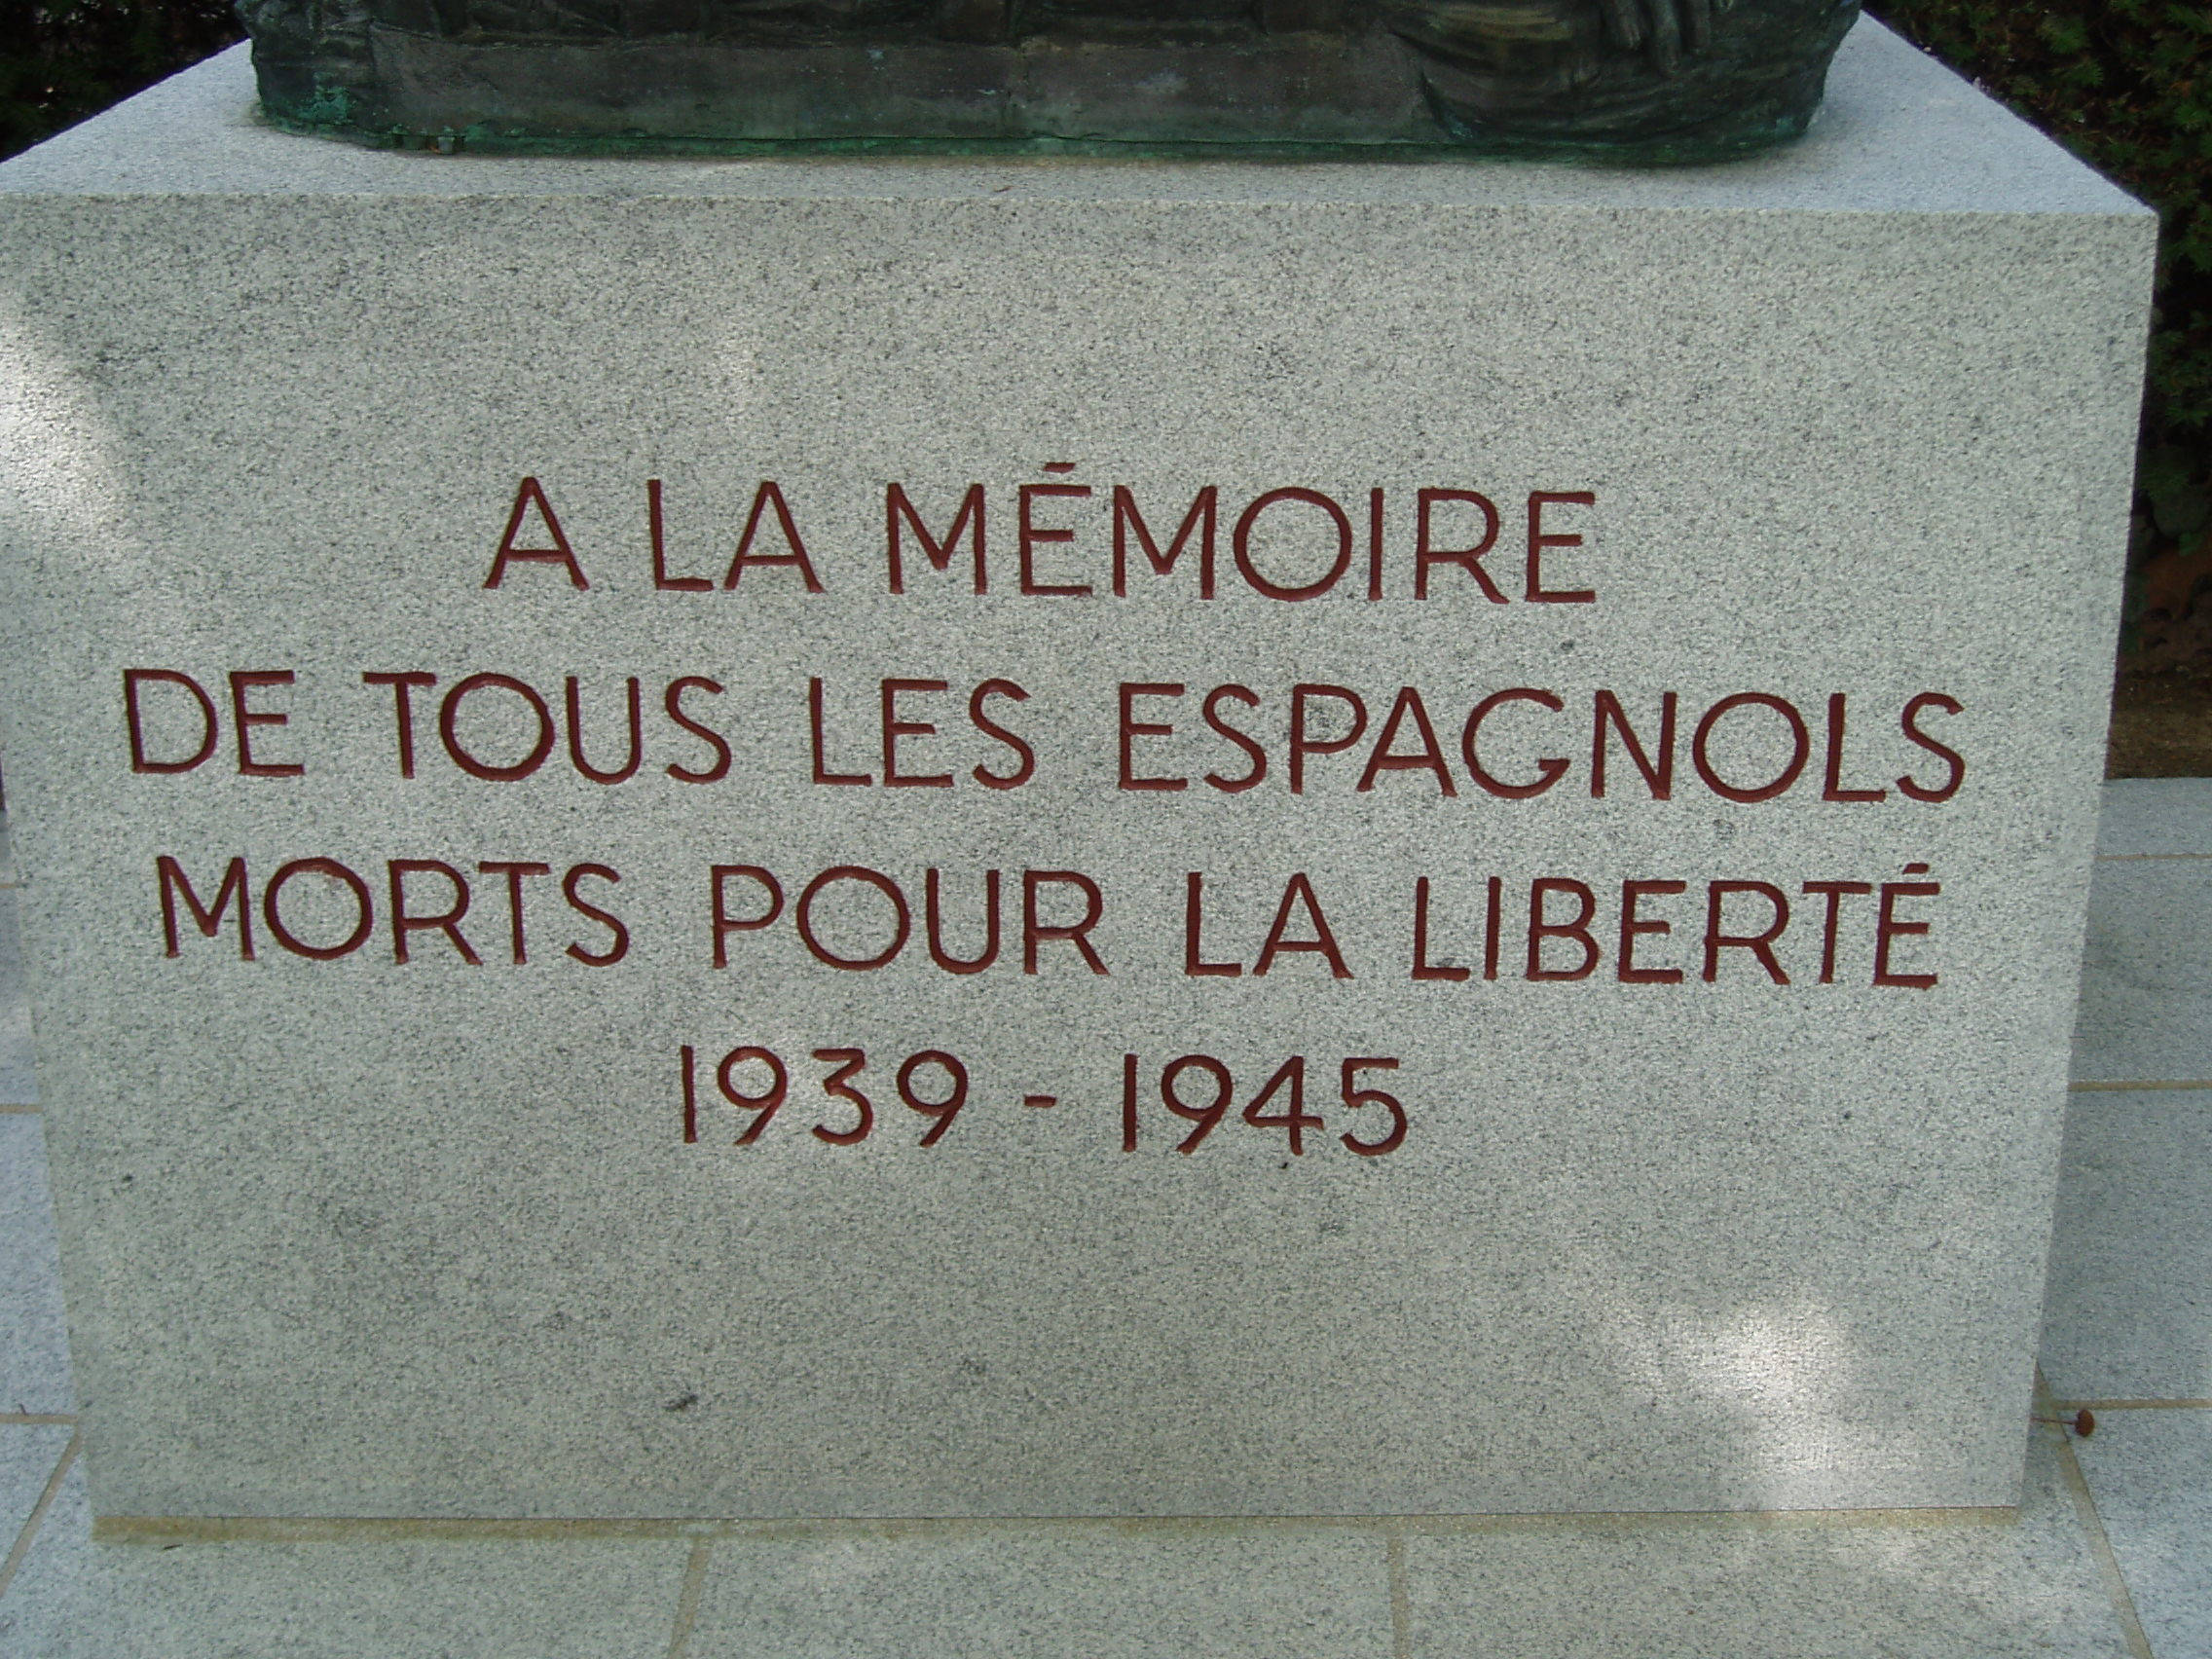 A LA MÉMOIRE
DE TOUS LES ESPAGNOLS
MORTS POUR LA LIBERTÉ
1939 - 1945